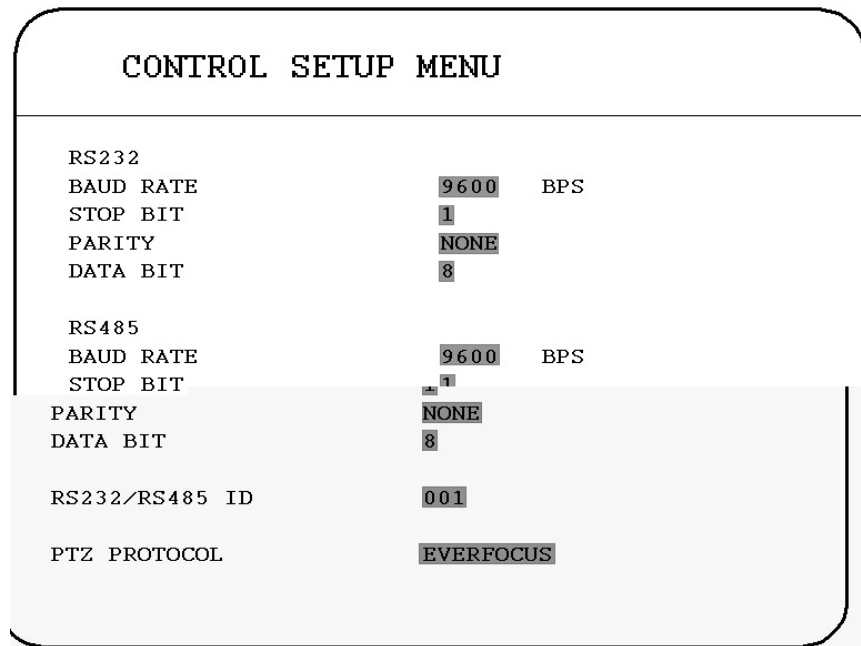 CONTROL SETUP MENU
RS232
BAUD RATE 9600 BPS
STOP BIT 1
PARITY NONE
DATA BIT 8
RS485
BAUD RATE 9600 BPS
STOP BIT 1 1
PARITY NONE
DATA BIT 8
RS232/RS485 ID 001
PTZ PROTOCOL EVERFOCUS